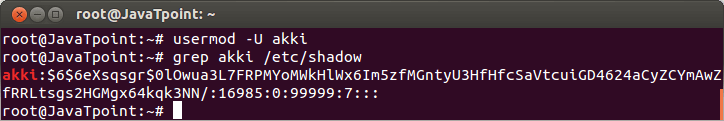 root@JavaTpoint: ~
root@JavaTpoint:~# usermod -U akki
root@JavaTpoint:~# grep akki /etc/shadow
akki:$6$6eXsqsgr$0lOwua3L7FRPMYoMWkHlWx6Im5zfMGntyU3HfHfcSaVtcuiGD4624aCyZCYmAwZ
fRRLtsgs2HGMgx64kqk3NN/:16985:0:99999:7:::
root@JavaTpoint:~#